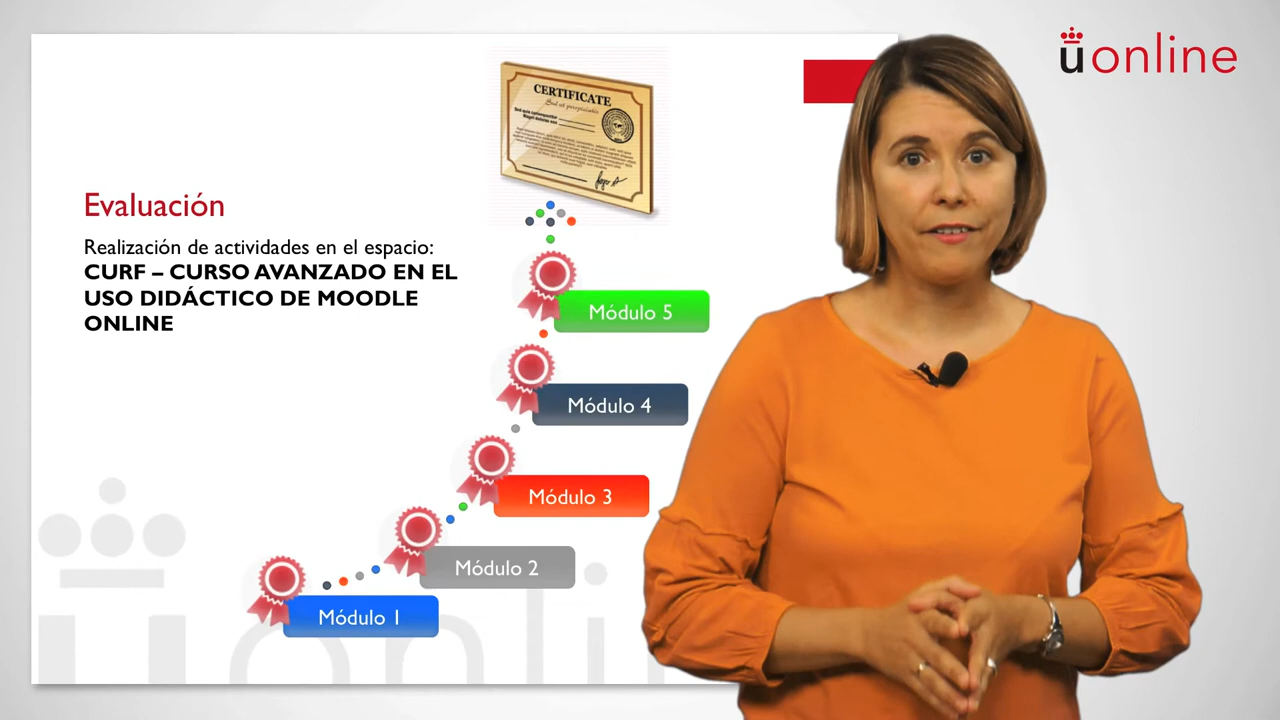 uonline
CERTIFICATE
Evaluación
Realización de actividades en el espacio:
CURF – CURSO AVANZADO EN EL
USO DIDÁCTICO DE MOODLE
ONLINE
Módulo 5
Módulo 4
Módulo 3
Módulo 2
Módulo 1